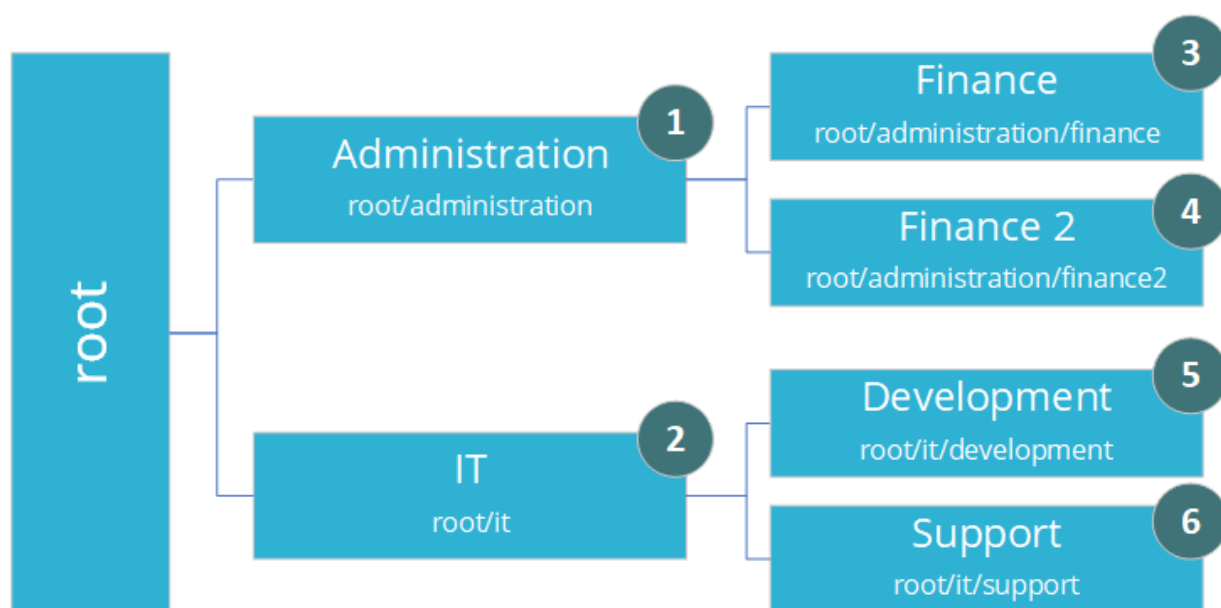 root
Administration
root/administration
1
IT
root/it
2
Finance
root/administration/finance
3
Finance 2
root/administration/finance2
4
Development
root/it/development
5
Support
root/it/support
6